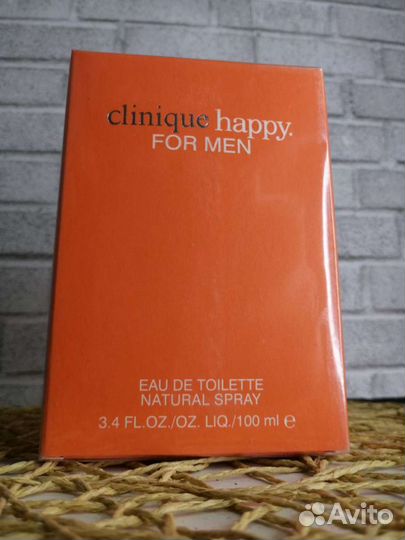 clinique happy.
FOR MEN
EAU DE TOILETTE
NATURAL SPRAY
3.4 FL.OZ./OZ. LIQ./100 ml ℮
Avito